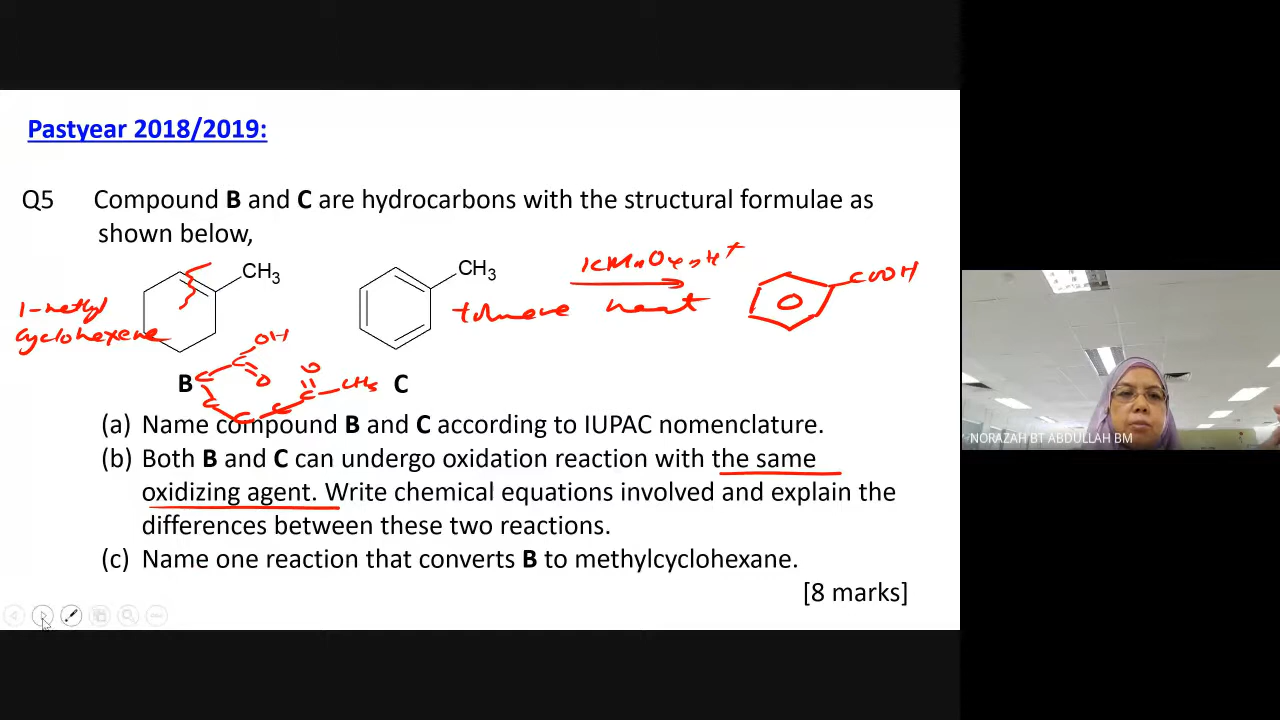 Pastyear 2018/2019:
Q5 Compound B and C are hydrocarbons with the structural formulae as
shown below,
CH3
1-methyl
cyclohexene
CH3
toluene
KMnO4, H+
heat
COOH
OH
C
O
C
C
C
C
O
C
CH3
B
C
(a) Name compound B and C according to IUPAC nomenclature.
(b) Both B and C can undergo oxidation reaction with the same
oxidizing agent. Write chemical equations involved and explain the
differences between these two reactions.
(c) Name one reaction that converts B to methylcyclohexane.
[8 marks]
NORAZAH BT ABDULLAH BM